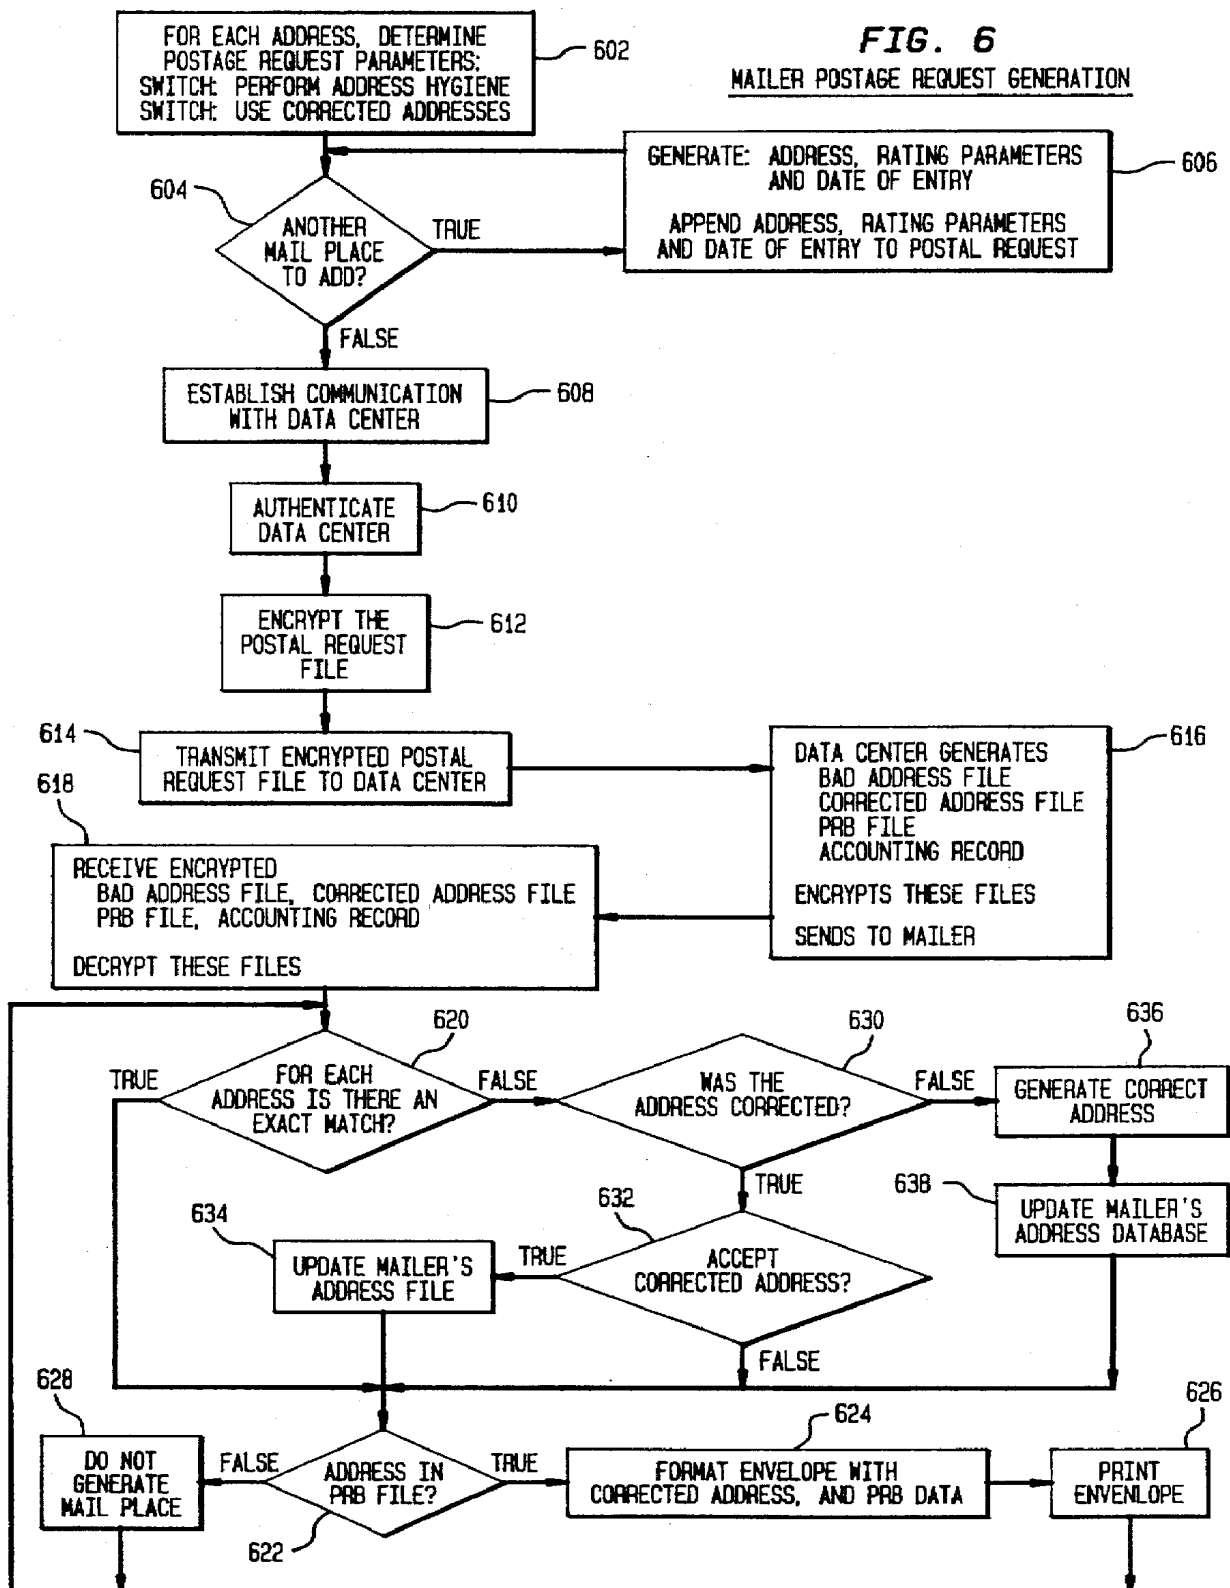 FIG. 6
MAILER POSTAGE REQUEST GENERATION
FOR EACH ADDRESS, DETERMINE
POSTAGE REQUEST PARAMETERS:
SWITCH: PERFORM ADDRESS HYGIENE
SWITCH: USE CORRECTED ADDRESSES
602
GENERATE: ADDRESS, RATING PARAMETERS
AND DATE OF ENTRY
APPEND ADDRESS, RATING PARAMETERS
AND DATE OF ENTRY TO POSTAL REQUEST
606
604
ANOTHER
MAIL PLACE
TO ADD?
TRUE
FALSE
ESTABLISH COMMUNICATION
WITH DATA CENTER
608
AUTHENTICATE
DATA CENTER
610
ENCRYPT THE
POSTAL REQUEST
FILE
612
614
TRANSMIT ENCRYPTED POSTAL
REQUEST FILE TO DATA CENTER
616
DATA CENTER GENERATES
BAD ADDRESS FILE
CORRECTED ADDRESS FILE
PRB FILE
ACCOUNTING RECORD
ENCRYPTS THESE FILES
SENDS TO MAILER
618
RECEIVE ENCRYPTED
BAD ADDRESS FILE, CORRECTED ADDRESS FILE
PRB FILE, ACCOUNTING RECORD
DECRYPT THESE FILES
620
TRUE
FOR EACH
ADDRESS IS THERE AN
EXACT MATCH?
FALSE
630
WAS THE
ADDRESS CORRECTED?
FALSE
TRUE
636
GENERATE CORRECT
ADDRESS
638
UPDATE MAILER'S
ADDRESS DATABASE
632
ACCEPT
CORRECTED ADDRESS?
TRUE
FALSE
634
UPDATE MAILER'S
ADDRESS FILE
628
DO NOT
GENERATE
MAIL PLACE
FALSE
ADDRESS IN
PRB FILE?
622
TRUE
624
FORMAT ENVELOPE WITH
CORRECTED ADDRESS, AND PRB DATA
626
PRINT
ENVENLOPE